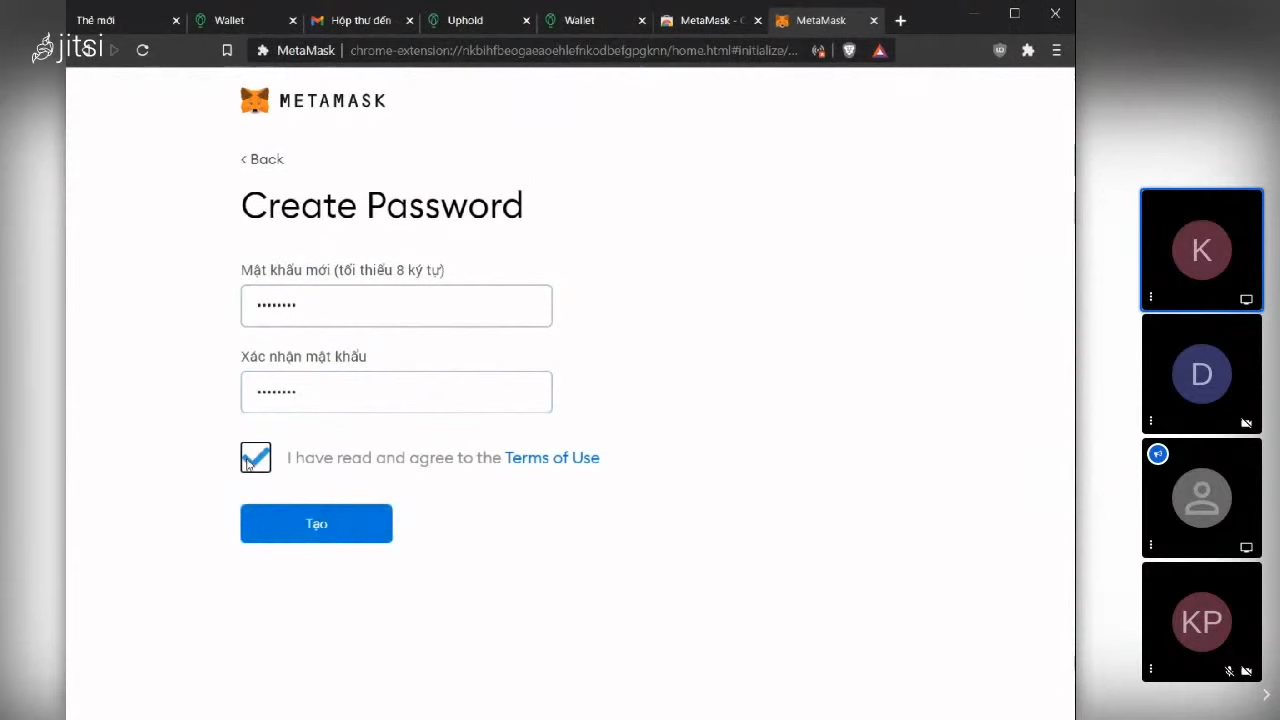 Thẻ mới
Wallet
Hộp thư đến
Uphold
Wallet
MetaMask - C
MetaMask
jitsi
MetaMask
chrome-extension://nkbihfbeogaeaoehlefnkodbefgpgknn/home.html#initialize/...
METAMASK
< Back
Create Password
Mật khẩu mới (tối thiểu 8 ký tự)
Xác nhận mật khẩu
I have read and agree to the Terms of Use
Tạo
K
D
KP